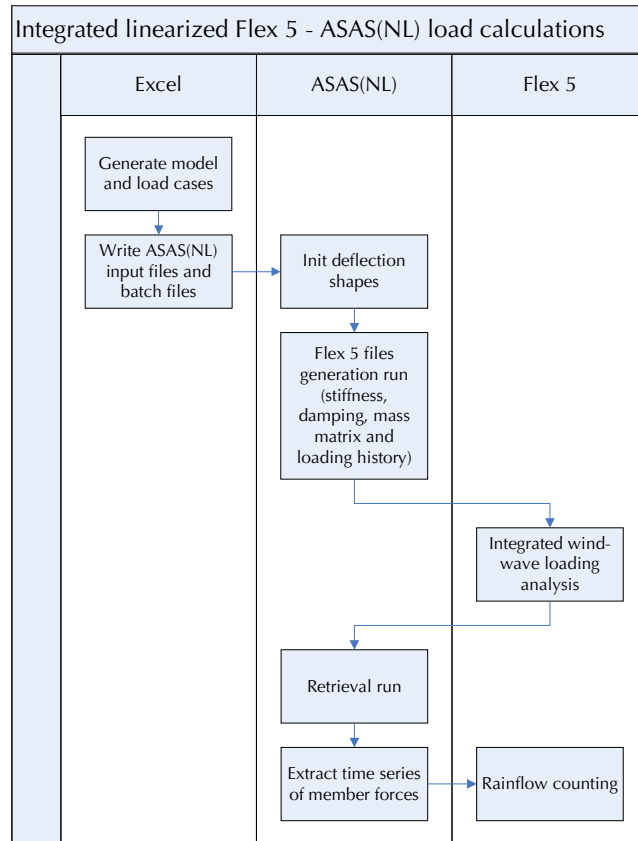 Integrated linearized Flex 5 - ASAS(NL) load calculations
Excel
ASAS(NL)
Flex 5
Generate model
and load cases
Write ASAS(NL)
input files and
batch files
Init deflection
shapes
Flex 5 files
generation run
(stiffness,
damping, mass
matrix and
loading history)
Integrated wind-
wave loading
analysis
Retrieval run
Extract time series
of member forces
Rainflow counting